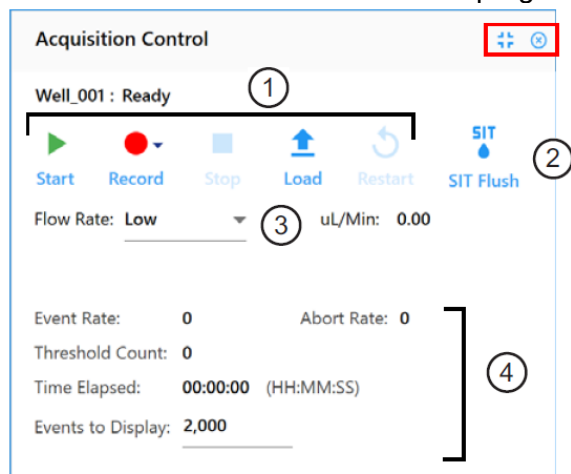 Acquisition Control
Well_001 : Ready
1
SIT
2
Start Record Stop Load Restart SIT Flush
Flow Rate: Low 3 uL/Min: 0.00
Event Rate: 0 Abort Rate: 0
Threshold Count: 0
4
Time Elapsed: 00:00:00 (HH:MM:SS)
Events to Display: 2,000